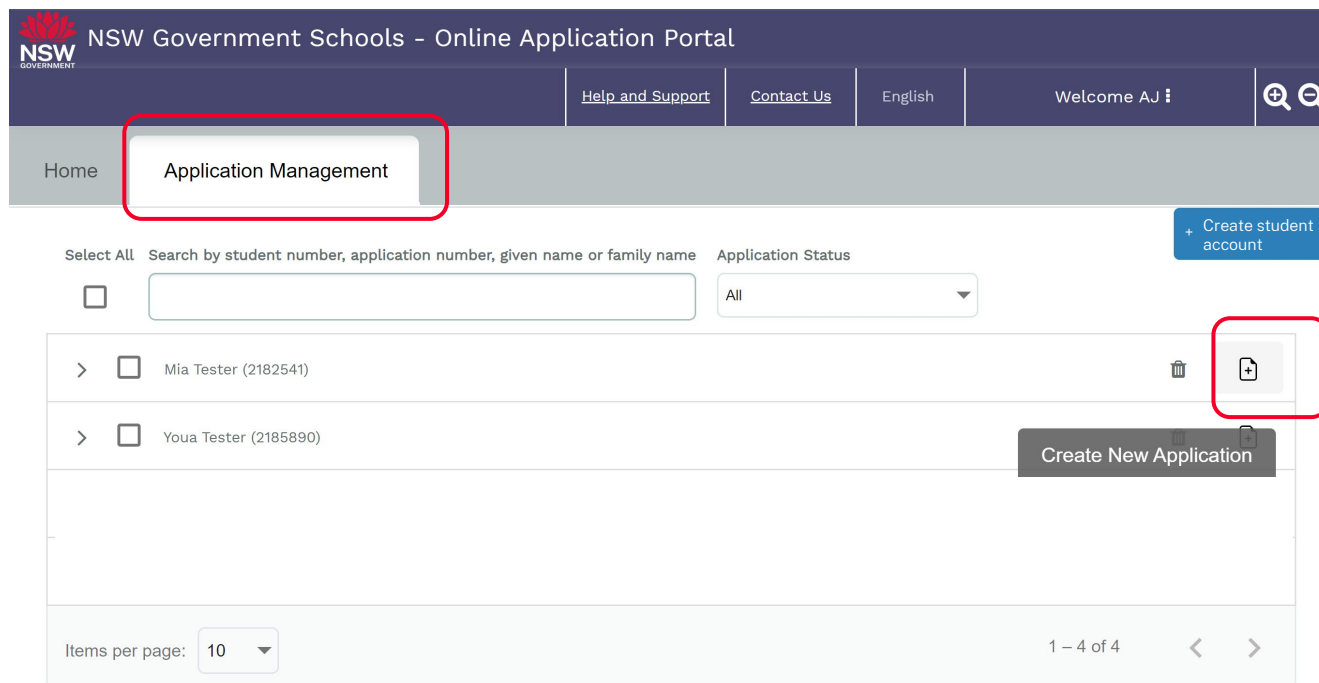 NSW Government Schools - Online Application Portal
NSW
GOVERNMENT
Help and Support
Contact Us
English
Welcome AJ
Home
Application Management
+ Create student
account
Select All
Search by student number, application number, given name or family name
Application Status
All
Mia Tester (2182541)
Youa Tester (2185890)
Create New Application
Items per page:
10
1 – 4 of 4